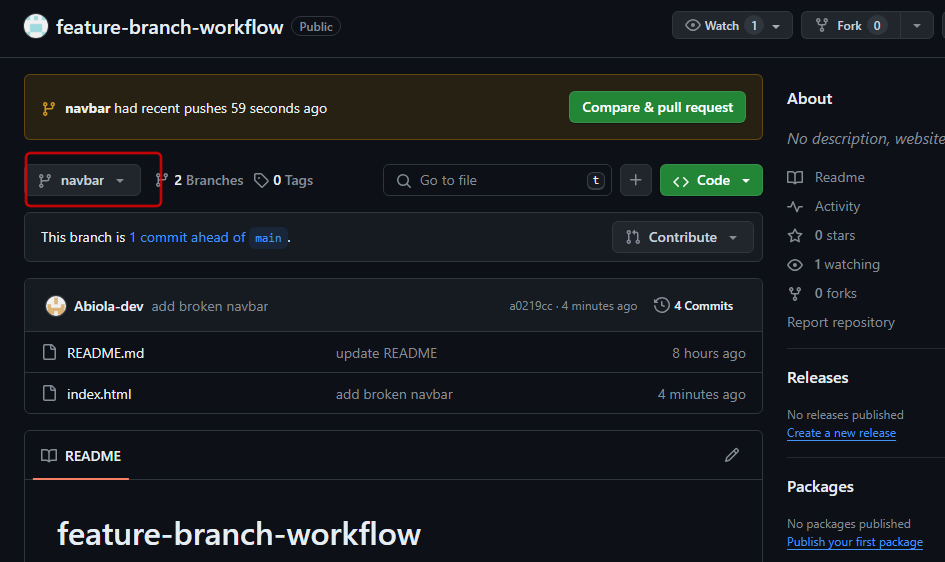 feature-branch-workflow Public Watch 1 Fork 0
navbar had recent pushes 59 seconds ago Compare & pull request
navbar 2 Branches 0 Tags Go to file t Code
This branch is 1 commit ahead of main . Contribute
Abiola-dev add broken navbar a0219cc · 4 minutes ago 4 Commits
README.md update README 8 hours ago
index.html add broken navbar 4 minutes ago
README
feature-branch-workflow
About
No description, website
Readme
Activity
0 stars
1 watching
0 forks
Report repository
Releases
No releases published
Create a new release
Packages
No packages published
Publish your first package